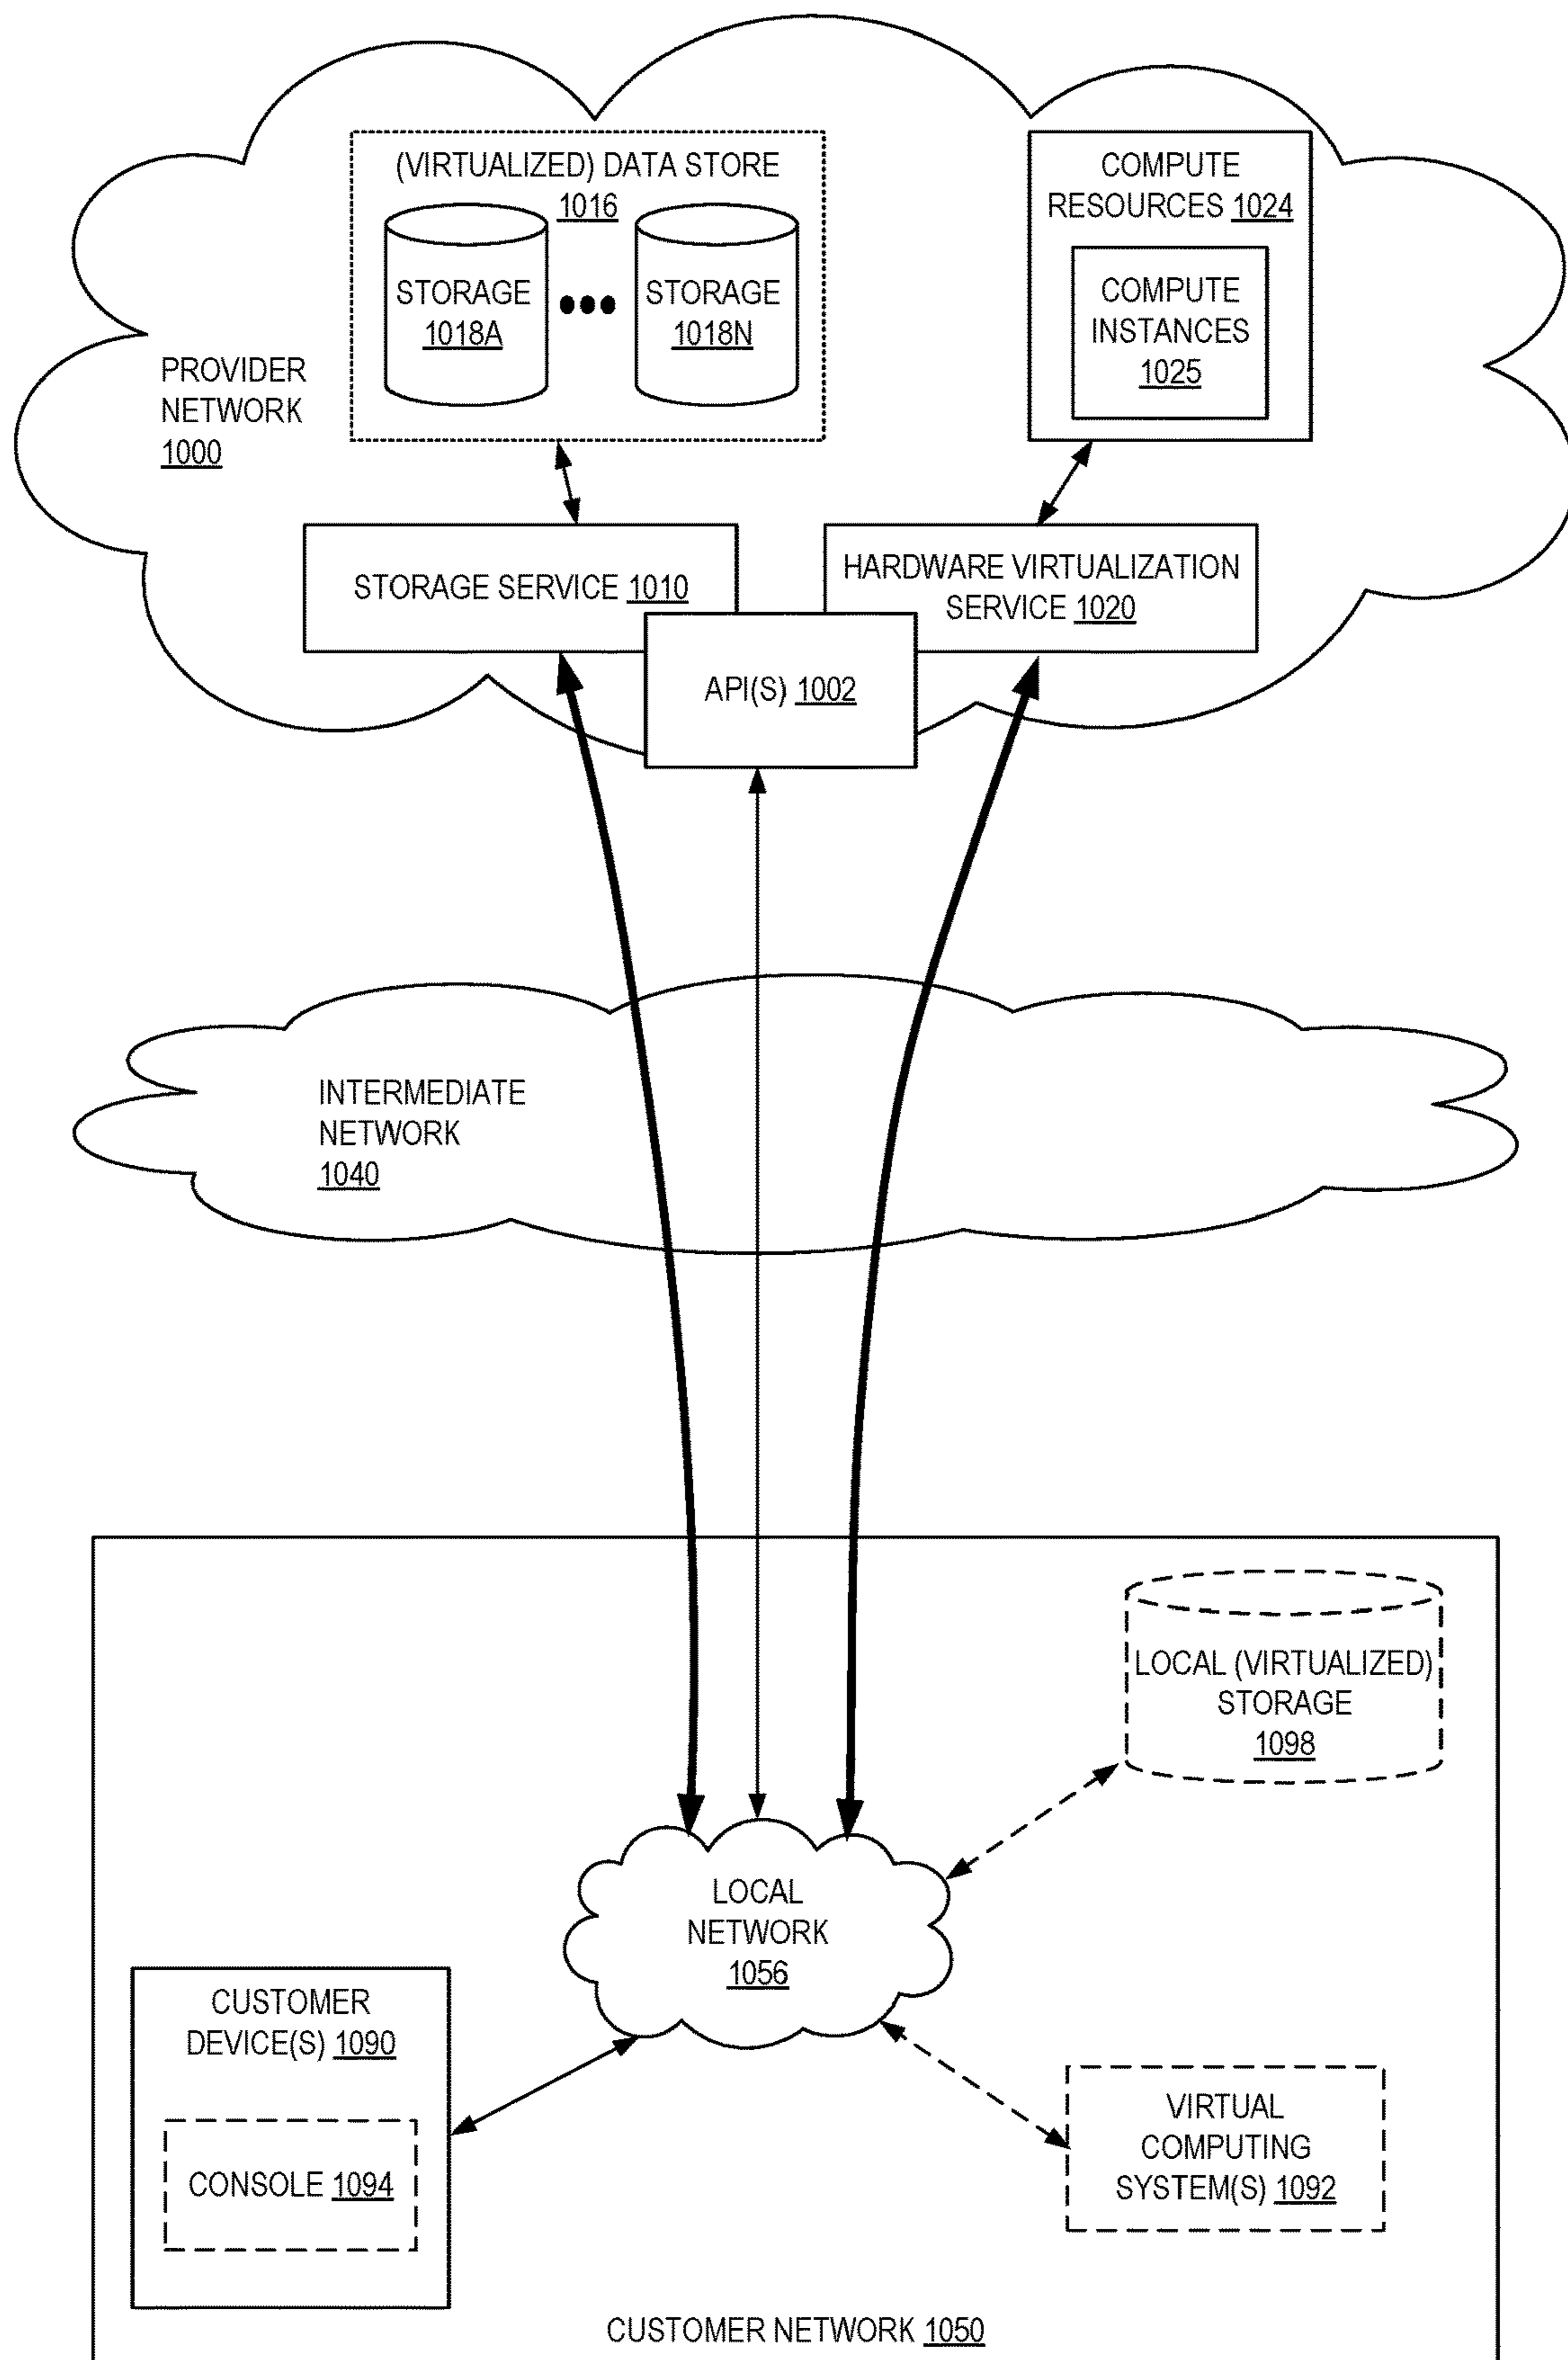 (VIRTUALIZED) DATA STORE
1016
STORAGE
1018A
STORAGE
1018N
COMPUTE
RESOURCES 1024
COMPUTE
INSTANCES
1025
PROVIDER
NETWORK
1000
STORAGE SERVICE 1010
HARDWARE VIRTUALIZATION
SERVICE 1020
API(S) 1002
INTERMEDIATE
NETWORK
1040
LOCAL (VIRTUALIZED)
STORAGE
1098
LOCAL
NETWORK
1056
CUSTOMER
DEVICE(S) 1090
CONSOLE 1094
VIRTUAL
COMPUTING
SYSTEM(S) 1092
CUSTOMER NETWORK 1050